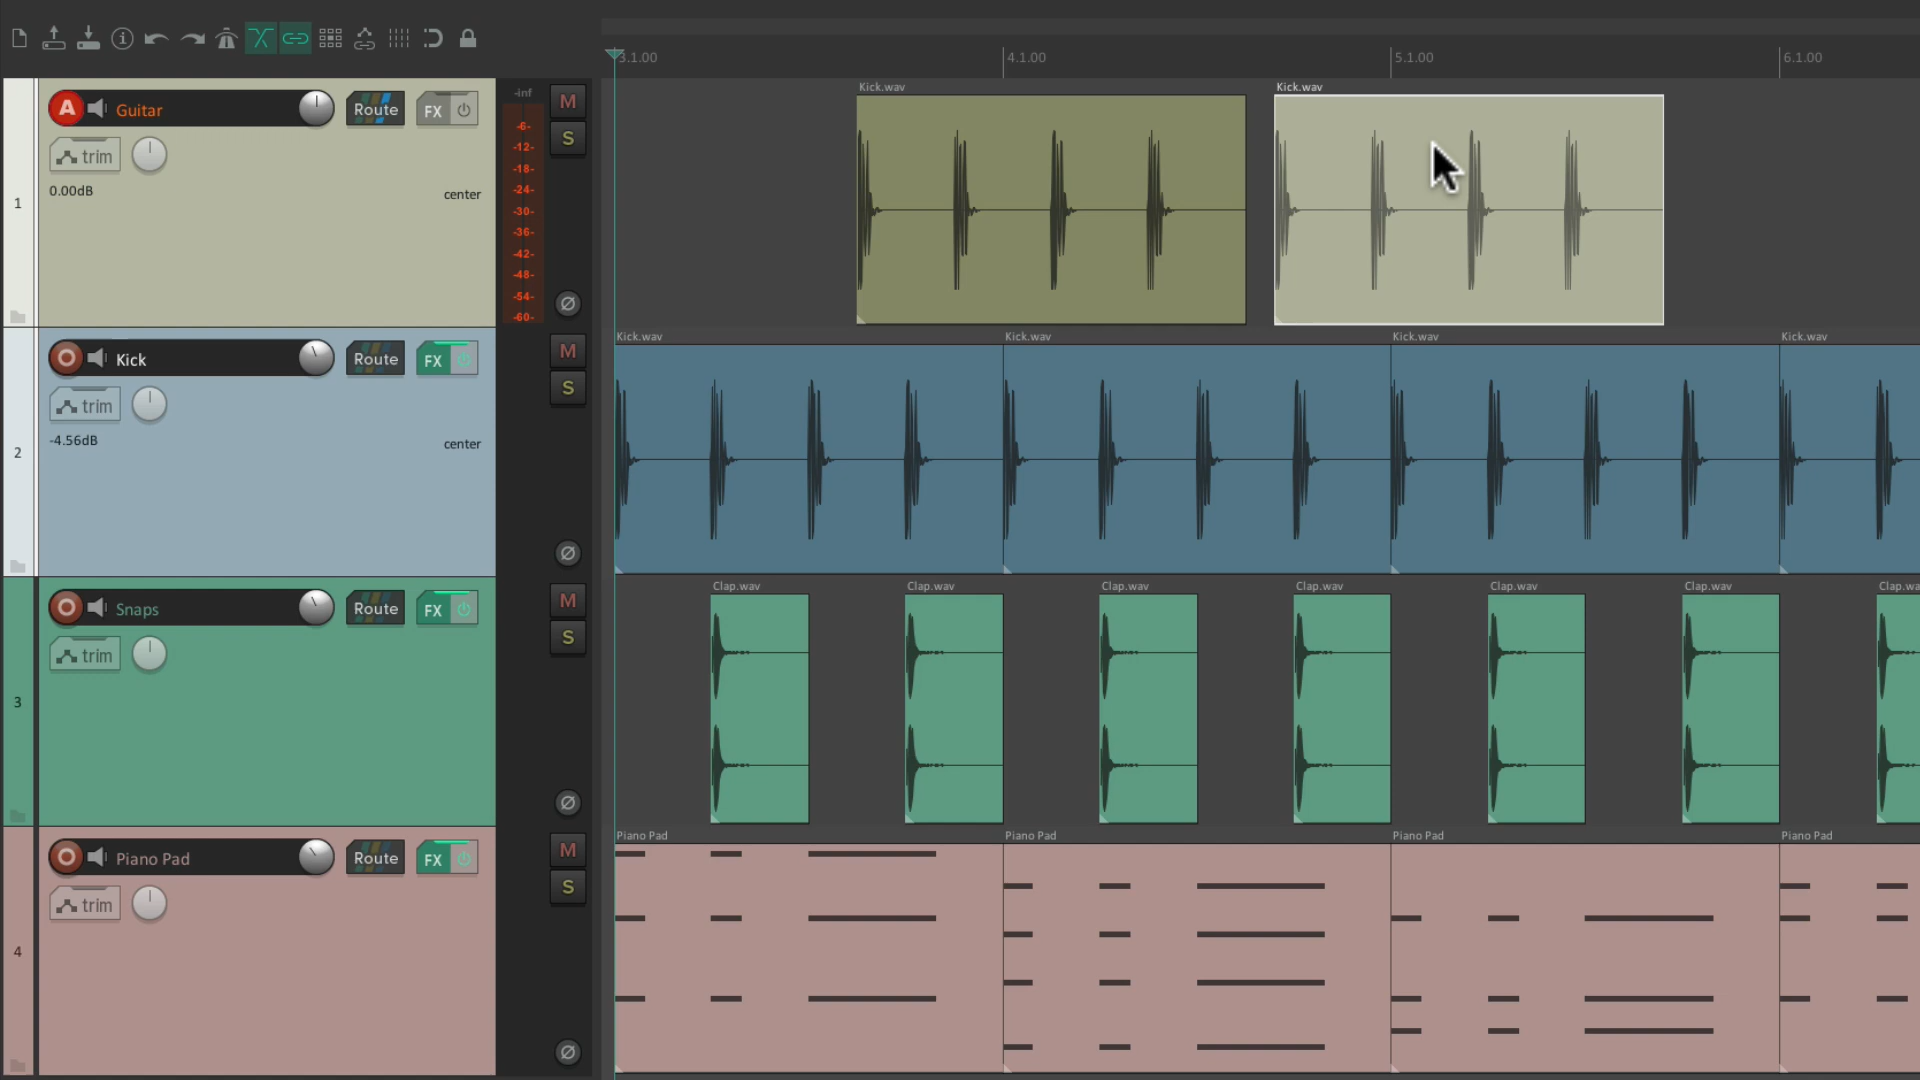 3.1.00 4.1.00 5.1.00 6.1.00
Kick.wav Kick.wav
A Guitar Route FX -inf M
S
trim
0.00dB center
1
-6-
-12-
-18-
-24-
-30-
-36-
-42-
-48-
-54-
-60-
Kick.wav Kick.wav Kick.wav Kick.wav
Kick Route FX M
S
trim
-4.56dB center
2
Clap.wav Clap.wav Clap.wav Clap.wav Clap.wav Clap.wav Clap.wa
Snaps Route FX M
S
trim
3
Piano Pad Piano Pad Piano Pad Piano Pad
Piano Pad Route FX M
S
trim
4